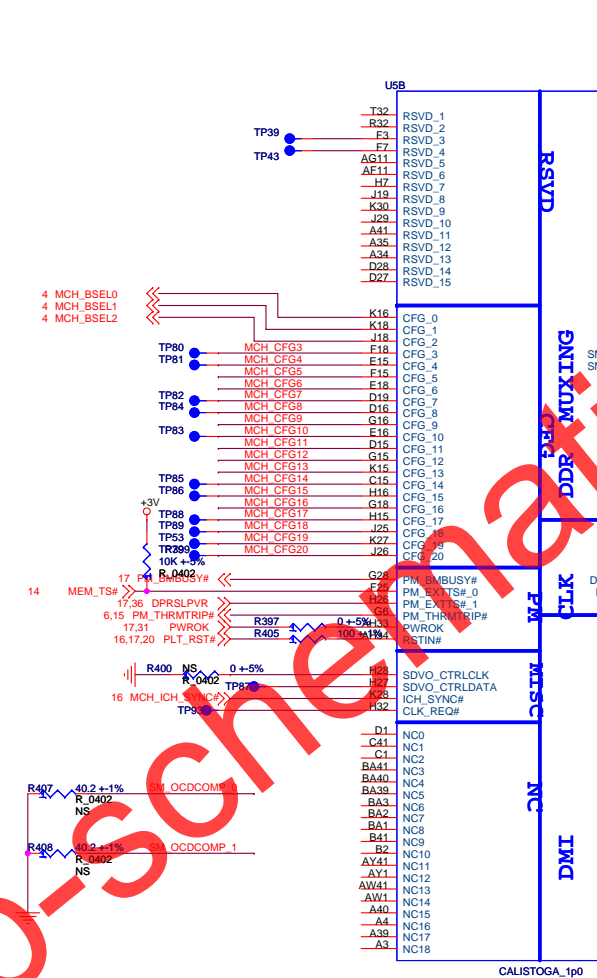 U5B
T32 RSVD_1
R32 RSVD_2
TP39 F3 RSVD_3
TP43 F7 RSVD_4
AG11 RSVD_5
AF11 RSVD_6
H7 RSVD_7
J19 RSVD_8
K30 RSVD_9
J29 RSVD_10
A41 RSVD_11
A35 RSVD_12
A34 RSVD_13
D28 RSVD_14
D27 RSVD_15
RSVD
4 MCH_BSEL0 K16 CFG_0
4 MCH_BSEL1 K18 CFG_1
4 MCH_BSEL2 J18 CFG_2
TP80 MCH_CFG3 F18 CFG_3
TP81 MCH_CFG4 E15 CFG_4
MCH_CFG5 F15 CFG_5
MCH_CFG6 E18 CFG_6
TP82 MCH_CFG7 D19 CFG_7
TP84 MCH_CFG8 D16 CFG_8
MCH_CFG9 G16 CFG_9
TP83 MCH_CFG10 E16 CFG_10
MCH_CFG11 D15 CFG_11
MCH_CFG12 G15 CFG_12
MCH_CFG13 K15 CFG_13
TP85 MCH_CFG14 C15 CFG_14
TP86 MCH_CFG15 H16 CFG_15
MCH_CFG16 G18 CFG_16
TP88 MCH_CFG17 H15 CFG_17
TP89 MCH_CFG18 J25 CFG_18
TP53 MCH_CFG19 K27 CFG_19
MCH_CFG20 J26 CFG_20
CFG
DDR MUXING
SM
SM
+3V
R399
10K +-5%
R_0402
17 PM_BMBUSY# G28 PM_BMBUSY#
14 MEM_TS# F25 PM_EXTTS#_0
17,36 DPRSLPVR H26 PM_EXTTS#_1
6,15 PM_THRMTRIP# G6 PM_THRMTRIP#
17,31 PWROK R397 0 +-5% AH33 PWROK
16,17,20 PLT_RST# R405 100 +-1% AH34 RSTIN#
PM
CLK
D
R400 NS 0 +-5% H28 SDVO_CTRLCLK
R_0402
TP87 H27 SDVO_CTRLDATA
16 MCH_ICH_SYNC# K28 ICH_SYNC#
TP93 H32 CLK_REQ#
MISC
D1 NC0
C41 NC1
C1 NC2
BA41 NC3
BA40 NC4
BA39 NC5
BA3 NC6
BA2 NC7
BA1 NC8
B41 NC9
B2 NC10
AY41 NC11
AY1 NC12
AW41 NC13
AW1 NC14
A40 NC15
A4 NC16
A39 NC17
A3 NC18
NC
DMI
R407 40.2 +-1% SM_OCDCOMP_0
R_0402
NS
R408 40.2 +-1% SM_OCDCOMP_1
R_0402
NS
CALISTOGA_1p0
o-schemati